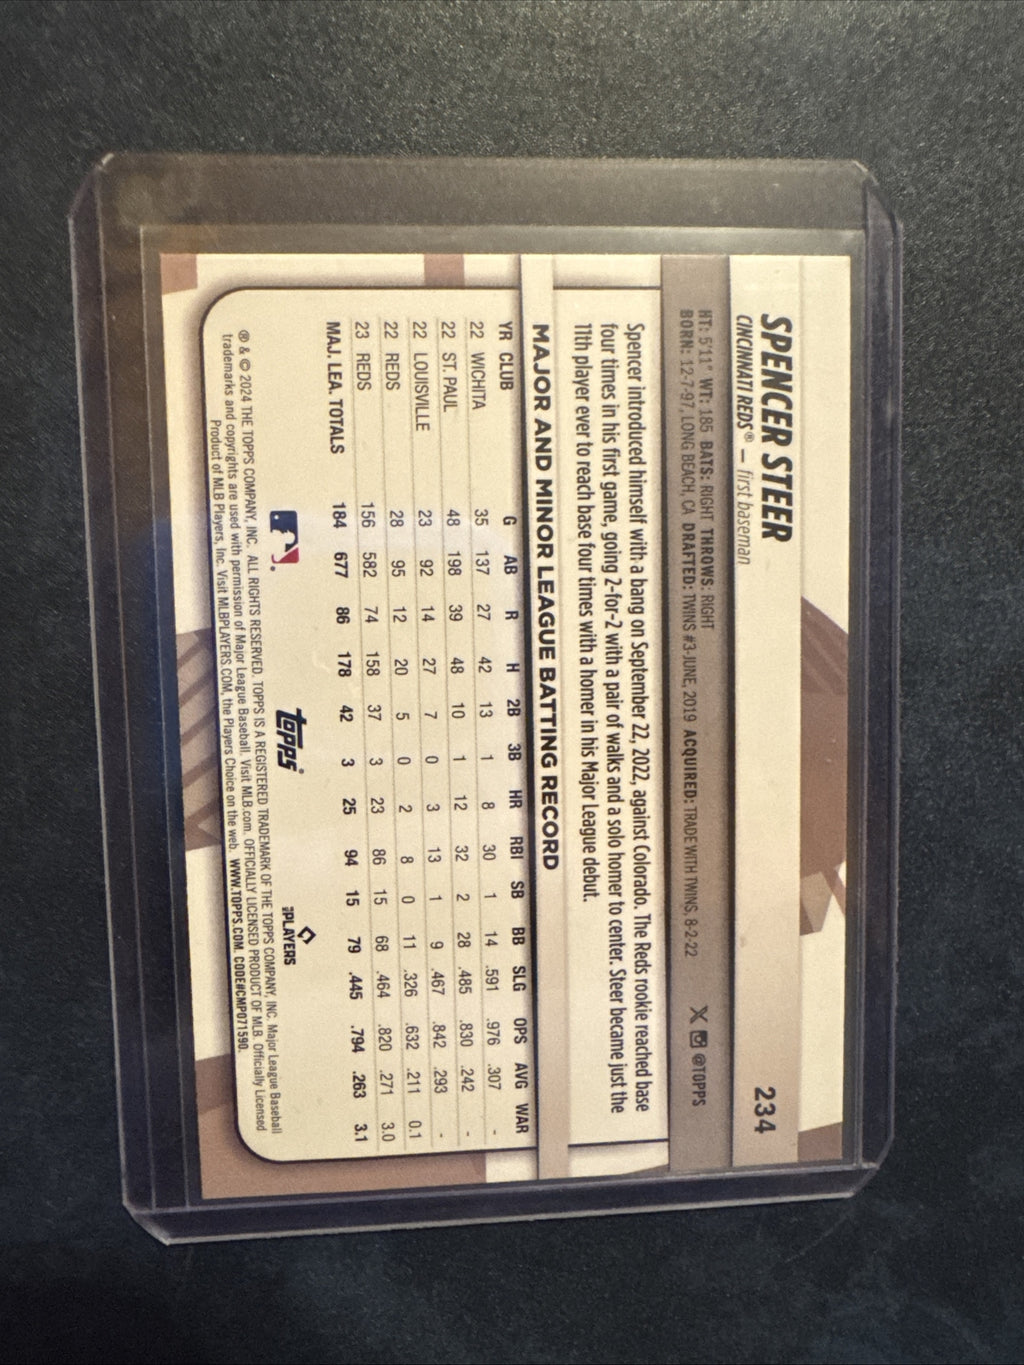 SPENCER STEER
CINCINNATI REDS® – first baseman
234
HT: 5'11" WT: 185 BATS: RIGHT THROWS: RIGHT
BORN: 12-7-97, LONG BEACH, CA DRAFTED: TWINS #3-JUNE, 2019 ACQUIRED: TRADE WITH TWINS, 8-2-22
X @TOPPS
Spencer introduced himself with a bang on September 22, 2022, against Colorado. The Reds rookie reached base
four times in his first game, going 2-for-2 with a pair of walks and a solo homer to center. Steer became just the
11th player ever to reach base four times with a homer in his Major League debut.
MAJOR AND MINOR LEAGUE BATTING RECORD
YR CLUB G AB R H 2B 3B HR RBI SB BB SLG OPS AVG WAR
22 WICHITA 35 137 27 42 13 1 8 30 1 14 .591 .976 .307 -
22 ST. PAUL 48 198 39 48 10 1 12 32 2 28 .485 .830 .242 -
22 LOUISVILLE 23 92 14 27 7 0 3 13 1 9 .467 .842 .293 -
22 REDS 28 95 12 20 5 0 2 8 0 11 .326 .632 .211 0.1
23 REDS 156 582 74 158 37 3 23 86 15 68 .464 .820 .271 3.0
MAJ. LEA. TOTALS 184 677 86 178 42 3 25 94 15 79 .445 .794 .263 3.1
topps®
MLB PLAYERS
® & © 2024 THE TOPPS COMPANY, INC. ALL RIGHTS RESERVED. TOPPS IS A REGISTERED TRADEMARK OF THE TOPPS COMPANY, INC. Major League Baseball
trademarks and copyrights are used with permission of Major League Baseball. Visit MLB.com. OFFICIALLY LICENSED PRODUCT OF MLB. Officially Licensed
Product of MLB Players, Inc. Visit MLBPLAYERS.COM, the Players Choice on the web. WWW.TOPPS.COM. CODE#CMP071590.